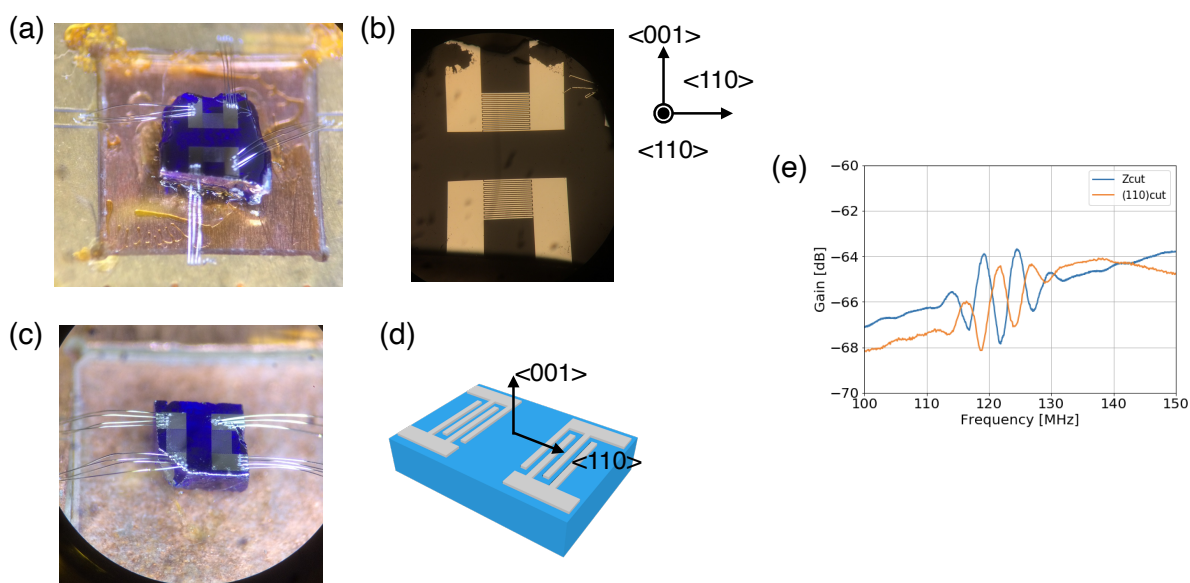 (a)
(b)
<001>
<110>
<110>
(c)
(d)
<001>
<110>
(e)
−60
−62
−64
−66
−68
−70
Gain [dB]
Zcut
(110)cut
100
110
120
130
140
150
Frequency [MHz]